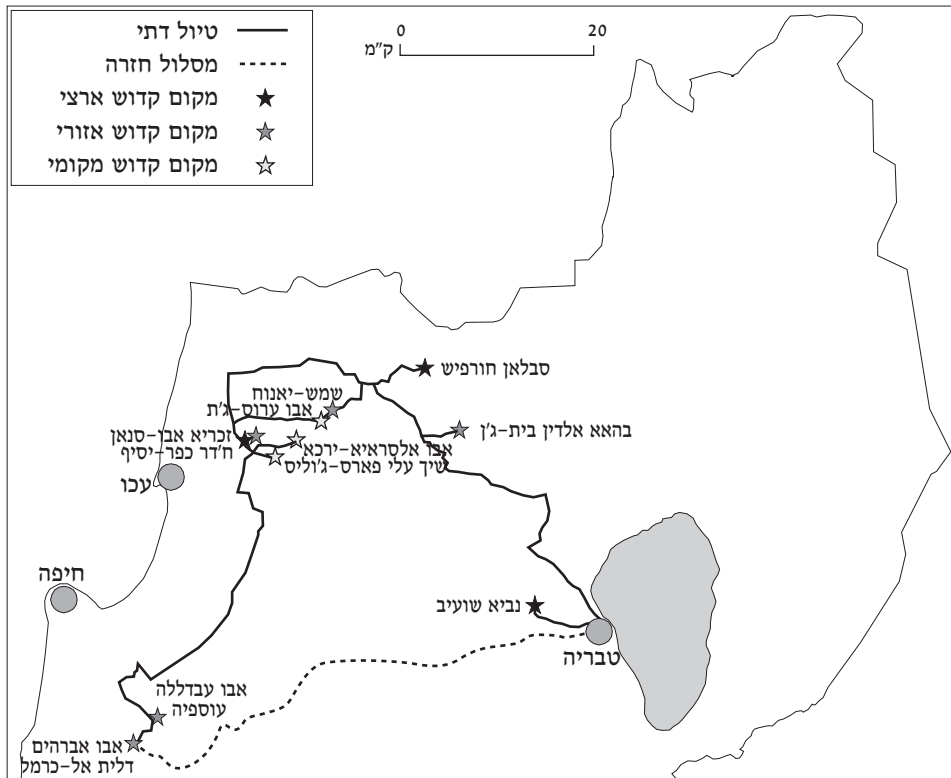 טיול דתי
מסלול חזרה
מקום קדוש ארצי
מקום קדוש אזורי
מקום קדוש מקומי
0 20
ק"מ
סבלאן חורפיש
שמש-יאנוח
אבו ערוס-ג'ת
בהאא אלדין בית-ג'ן
זכריא אבו-סנאן
ח'דר כפר-יסיף
אבו אלסראיא-ירכא
שיך עלי פארס-ג'וליס
עכו
חיפה
נביא שועיב
טבריה
אבו עבדללה
עוספיה
אבו אברהים
דלית אל-כרמל